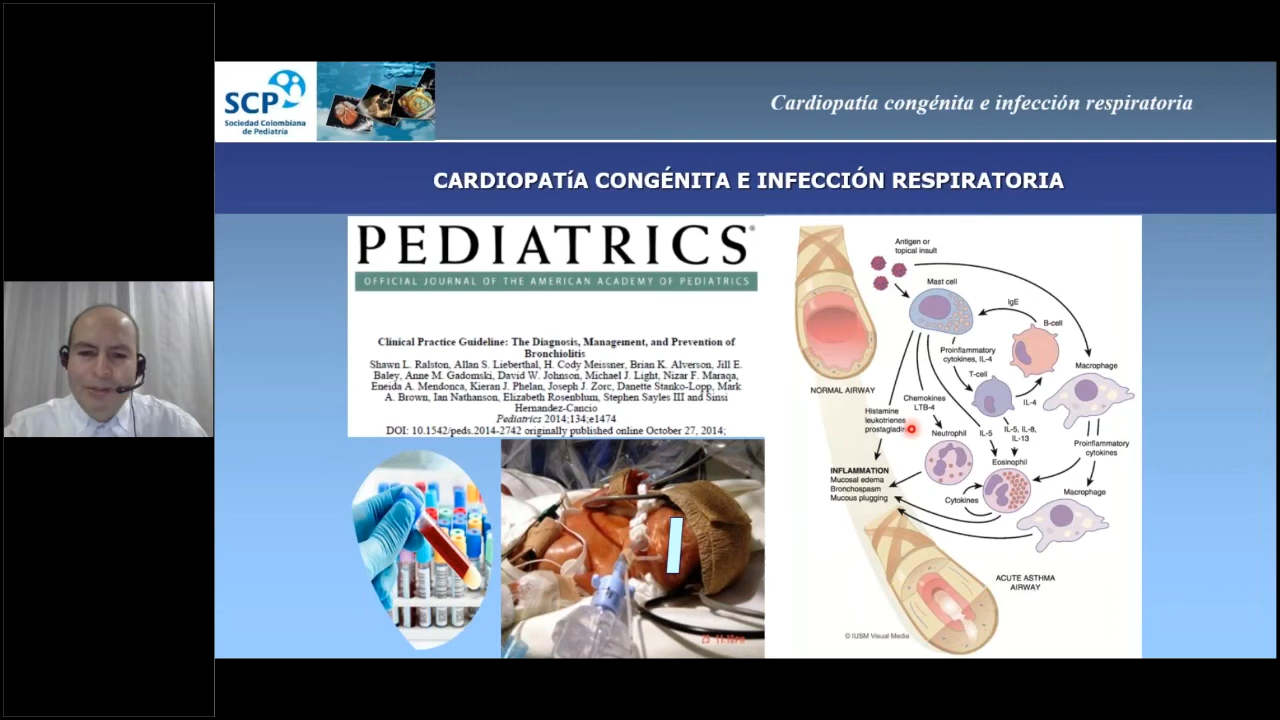 SCP
Sociedad Colombiana
de Pediatría
Cardiopatía congénita e infección respiratoria
CARDIOPATíA CONGÉNITA E INFECCIÓN RESPIRATORIA
PEDIATRICS
OFFICIAL JOURNAL OF THE AMERICAN ACADEMY OF PEDIATRICS
Clinical Practice Guideline: The Diagnosis, Management, and Prevention of
Bronchiolitis
Shawn L. Ralston, Allan S. Lieberthal, H. Cody Meissner, Brian K. Alverson, Jill E.
Baley, Anne M. Gadomski, David W. Johnson, Michael J. Light, Nizar F. Maraqa,
Eneida A. Mendonca, Kieran J. Phelan, Joseph J. Zorc, Danette Stanko-Lopp, Mark
A. Brown, Ian Nathanson, Elizabeth Rosenblum, Stephen Sayles III and Sinsi
Hernandez-Cancio
Pediatrics 2014;134;e1474
DOI: 10.1542/peds.2014-2742 originally published online October 27, 2014;
Antigen or
topical insult
Mast cell
IgE
B-cell
Proinflammatory
cytokines, IL-4
T-cell
Macrophage
NORMAL AIRWAY
Chemokines
LTB-4
IL-4
Histamine
leukotrienes
prostagladin
Neutrophil
IL-5
IL-5, IL-8,
IL-13
Proinflammatory
cytokines
Eosinophil
INFLAMMATION
Mucosal edema
Bronchospasm
Mucous plugging
Cytokines
Macrophage
ACUTE ASTHMA
AIRWAY
© IUSM Visual Media